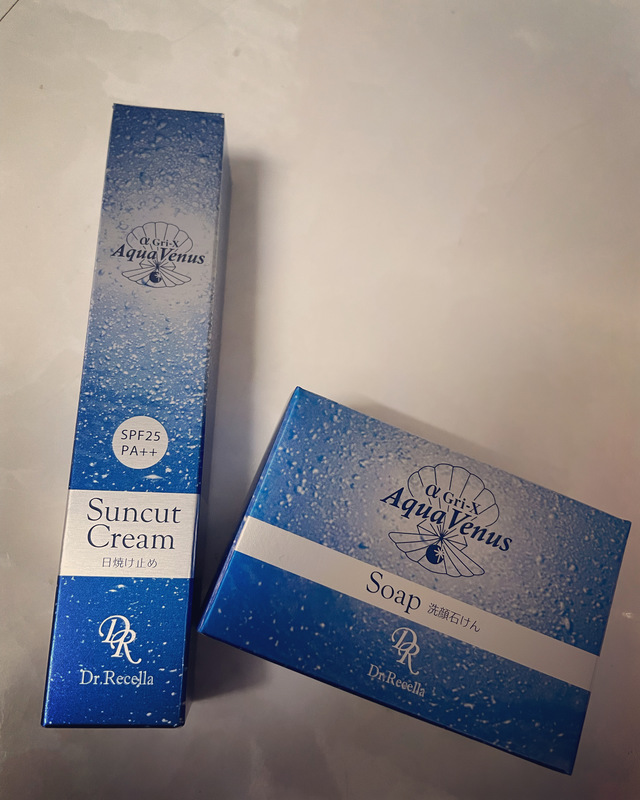 α Gri-X
AquaVenus
SPF25
PA++
Suncut
Cream
日焼け止め
DR
Dr.Recella
α Gri-X
AquaVenus
Soap 洗顔石けん
DR
Dr.Recella